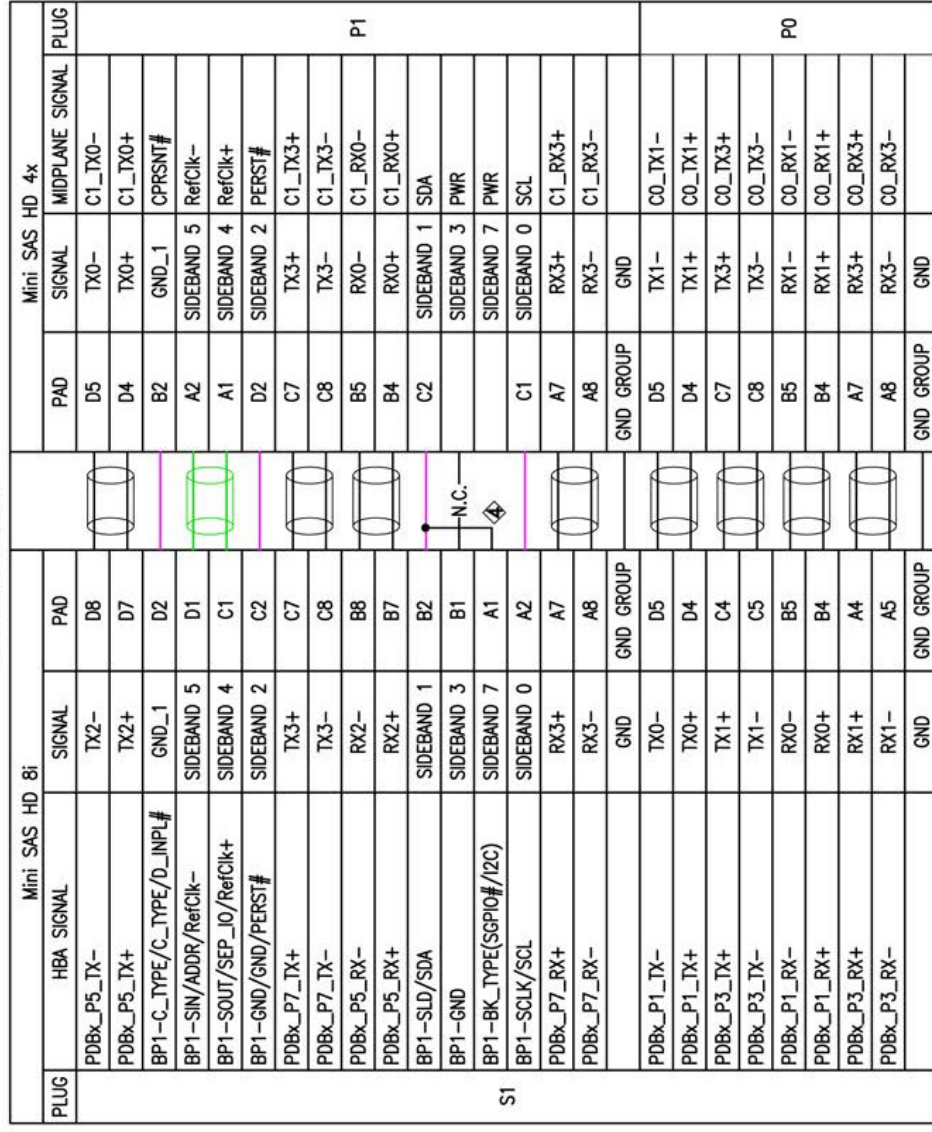 Mini SAS HD 8i Mini SAS HD 4x
PLUG HBA SIGNAL SIGNAL PAD PAD SIGNAL MIDPLANE SIGNAL PLUG
PDBx_P5_TX- TX2- D8 D5 TX0- C1_TX0-
PDBx_P5_TX+ TX2+ D7 D4 TX0+ C1_TX0+
BP1-C_TYPE/C_TYPE/D_INPL# GND_1 D2 B2 GND_1 CPRSNT#
BP1-SIN/ADDR/RefClk- SIDEBAND 5 D1 A2 SIDEBAND 5 RefClk-
BP1-SOUT/SEP_IO/RefClk+ SIDEBAND 4 C1 A1 SIDEBAND 4 RefClk+
BP1-GND/GND/PERST# SIDEBAND 2 C2 D2 SIDEBAND 2 PERST#
PDBx_P7_TX+ TX3+ C7 C7 TX3+ C1_TX3+
PDBx_P7_TX- TX3- C8 C8 TX3- C1_TX3-
PDBx_P5_RX- RX2- B8 B5 RX0- C1_RX0-
P1
PDBx_P5_RX+ RX2+ B7 B4 RX0+ C1_RX0+
BP1-SLD/SDA SIDEBAND 1 B2 C2 SIDEBAND 1 SDA
BP1-GND SIDEBAND 3 B1 N.C. SIDEBAND 3 PWR
BP1-BK_TYPE(SGPIO#/I2C) SIDEBAND 7 A1 4 SIDEBAND 7 PWR
S1
BP1-SCLK/SCL SIDEBAND 0 A2 C1 SIDEBAND 0 SCL
PDBx_P7_RX+ RX3+ A7 A7 RX3+ C1_RX3+
PDBx_P7_RX- RX3- A8 A8 RX3- C1_RX3-
GND GND GROUP GND GROUP GND
PDBx_P1_TX- TX0- D5 D5 TX1- C0_TX1-
PDBx_P1_TX+ TX0+ D4 D4 TX1+ C0_TX1+
PDBx_P3_TX+ TX1+ C4 C7 TX3+ C0_TX3+
PDBx_P3_TX- TX1- C5 C8 TX3- C0_TX3-
P0
PDBx_P1_RX- RX0- B5 B5 RX1- C0_RX1-
PDBx_P1_RX+ RX0+ B4 B4 RX1+ C0_RX1+
PDBx_P3_RX+ RX1+ A4 A7 RX3+ C0_RX3+
PDBx_P3_RX- RX1- A5 A8 RX3- C0_RX3-
GND GND GROUP GND GROUP GND